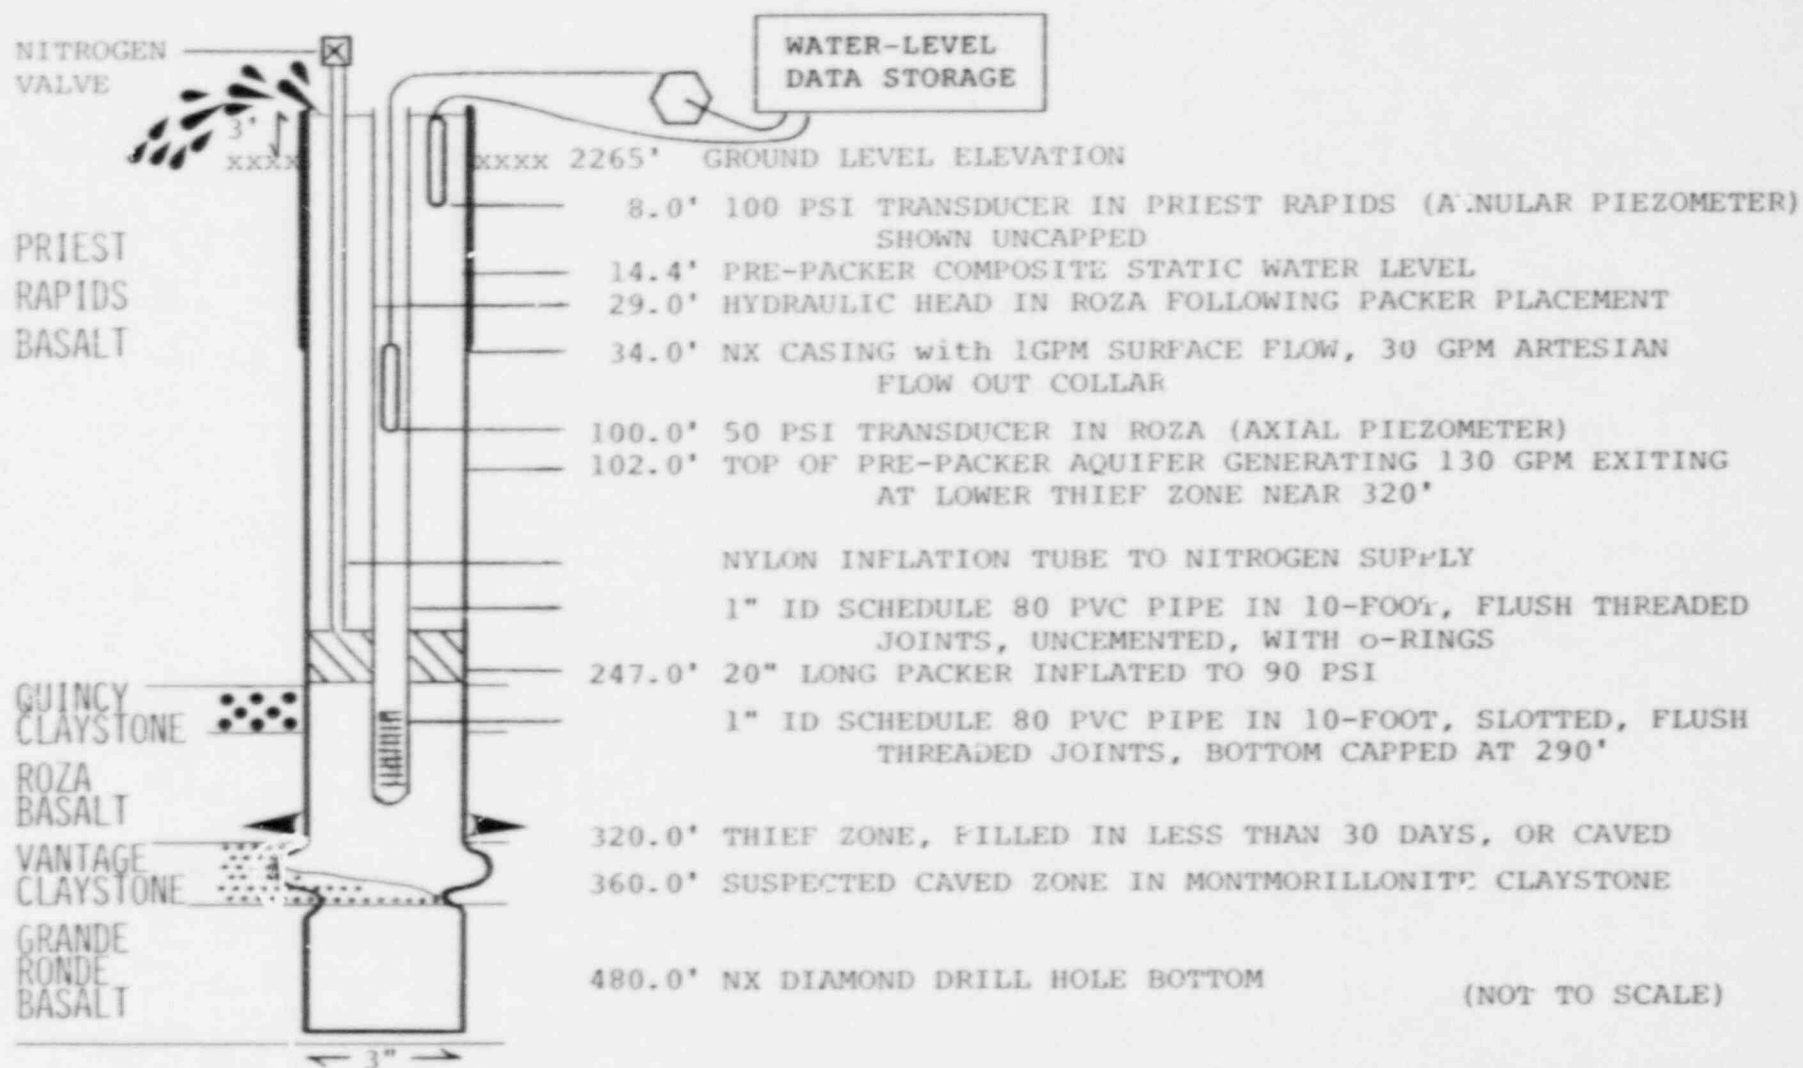 NITROGEN
VALVE
WATER-LEVEL
DATA STORAGE
3'
xxxx
xxxx 2265' GROUND LEVEL ELEVATION
8.0' 100 PSI TRANSDUCER IN PRIEST RAPIDS (ANNULAR PIEZOMETER)
SHOWN UNCAPPED
14.4' PRE-PACKER COMPOSITE STATIC WATER LEVEL
29.0' HYDRAULIC HEAD IN ROZA FOLLOWING PACKER PLACEMENT
34.0' NX CASING with 1GPM SURFACE FLOW, 30 GPM ARTESIAN
FLOW OUT COLLAR
100.0' 50 PSI TRANSDUCER IN ROZA (AXIAL PIEZOMETER)
102.0' TOP OF PRE-PACKER AQUIFER GENERATING 130 GPM EXITING
AT LOWER THIEF ZONE NEAR 320'
NYLON INFLATION TUBE TO NITROGEN SUPPLY
1" ID SCHEDULE 80 PVC PIPE IN 10-FOOT, FLUSH THREADED
JOINTS, UNCEMENTED, WITH o-RINGS
247.0' 20" LONG PACKER INFLATED TO 90 PSI
1" ID SCHEDULE 80 PVC PIPE IN 10-FOOT, SLOTTED, FLUSH
THREADED JOINTS, BOTTOM CAPPED AT 290'
320.0' THIEF ZONE, FILLED IN LESS THAN 30 DAYS, OR CAVED
360.0' SUSPECTED CAVED ZONE IN MONTMORILLONITE CLAYSTONE
480.0' NX DIAMOND DRILL HOLE BOTTOM
(NOT TO SCALE)
PRIEST
RAPIDS
BASALT
QUINCY
CLAYSTONE
ROZA
BASALT
VANTAGE
CLAYSTONE
GRANDE
RONDE
BASALT
3"